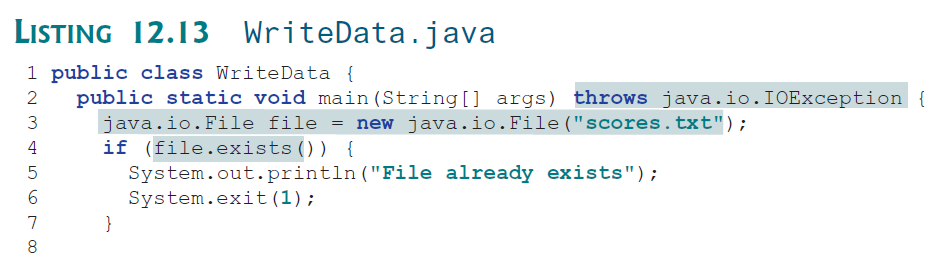 LISTING 12.13 WriteData.java
1 public class WriteData {
2 public static void main(String[] args) throws java.io.IOException {
3 java.io.File file = new java.io.File("scores.txt");
4 if (file.exists()) {
5 System.out.println("File already exists");
6 System.exit(1);
7 }
8